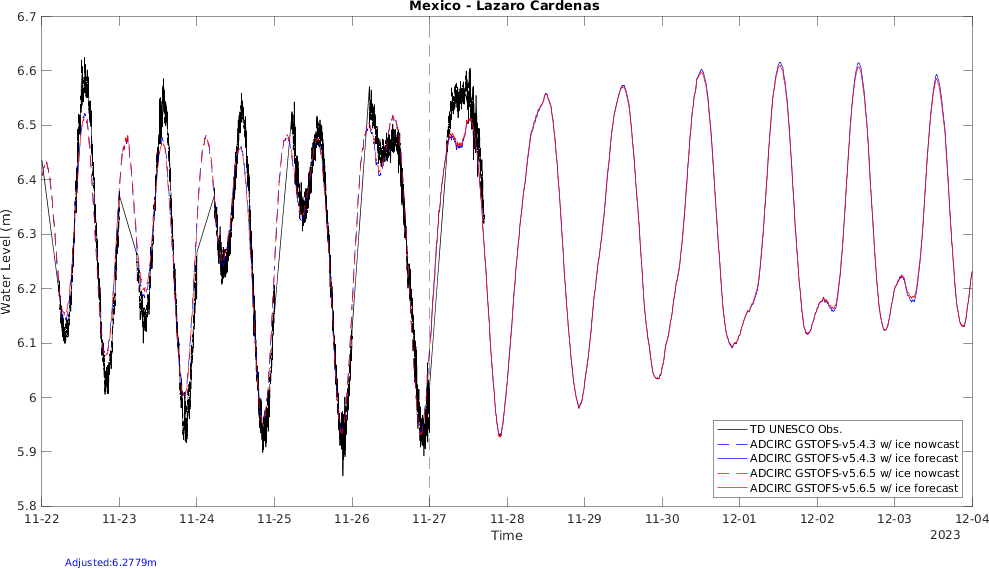 Mexico - Lazaro Cardenas
Water Level (m)
6.7
6.6
6.5
6.4
6.3
6.2
6.1
6
5.9
5.8
11-22
11-23
11-24
11-25
11-26
11-27
11-28
11-29
11-30
12-01
12-02
12-03
12-04
Time
2023
TD UNESCO Obs.
ADCIRC GSTOFS-v5.4.3 w/ ice nowcast
ADCIRC GSTOFS-v5.4.3 w/ ice forecast
ADCIRC GSTOFS-v5.6.5 w/ ice nowcast
ADCIRC GSTOFS-v5.6.5 w/ ice forecast
Adjusted:6.2779m